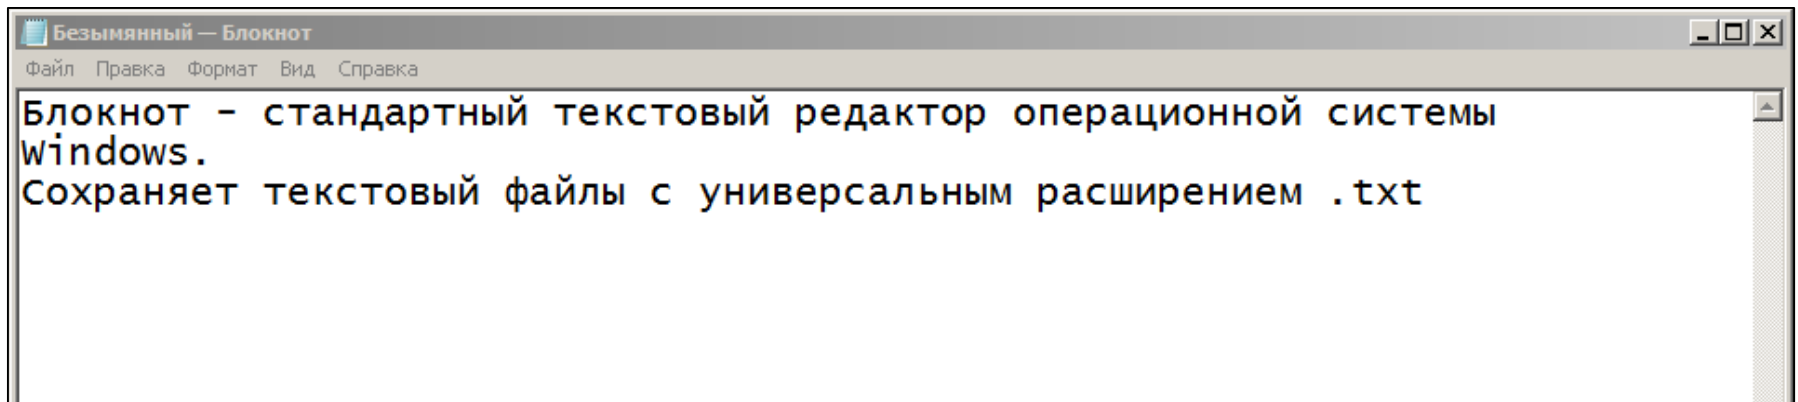 Безымянный — Блокнот
Файл Правка Формат Вид Справка
Блокнот - стандартный текстовый редактор операционной системы
Windows.
Сохраняет текстовый файлы с универсальным расширением .txt